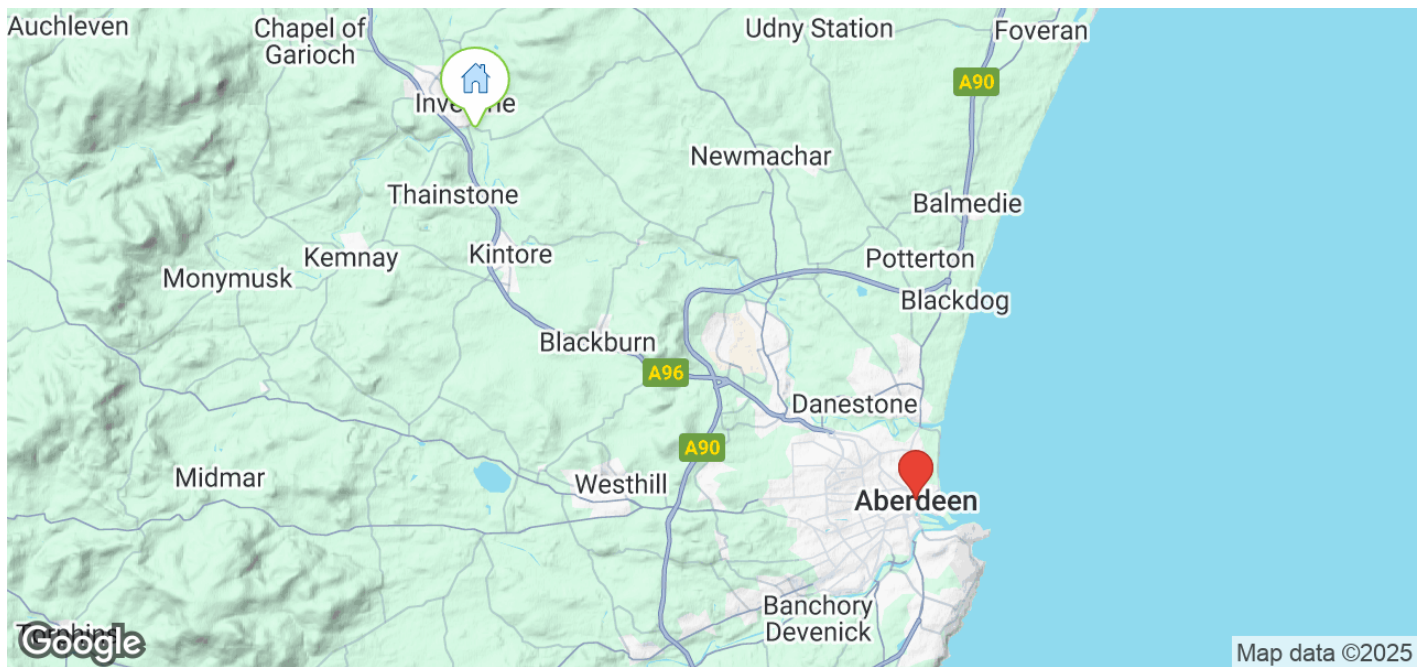 Auchleven
Chapel of
Garioch
Udny Station
Foveran
A90
Newmachar
Thainstone
Balmedie
Kemnay
Kintore
Potterton
Monymusk
Blackdog
Blackburn
A96
Danestone
A90
Midmar
Westhill
Aberdeen
Banchory
Devenick
Google
Map data ©2025